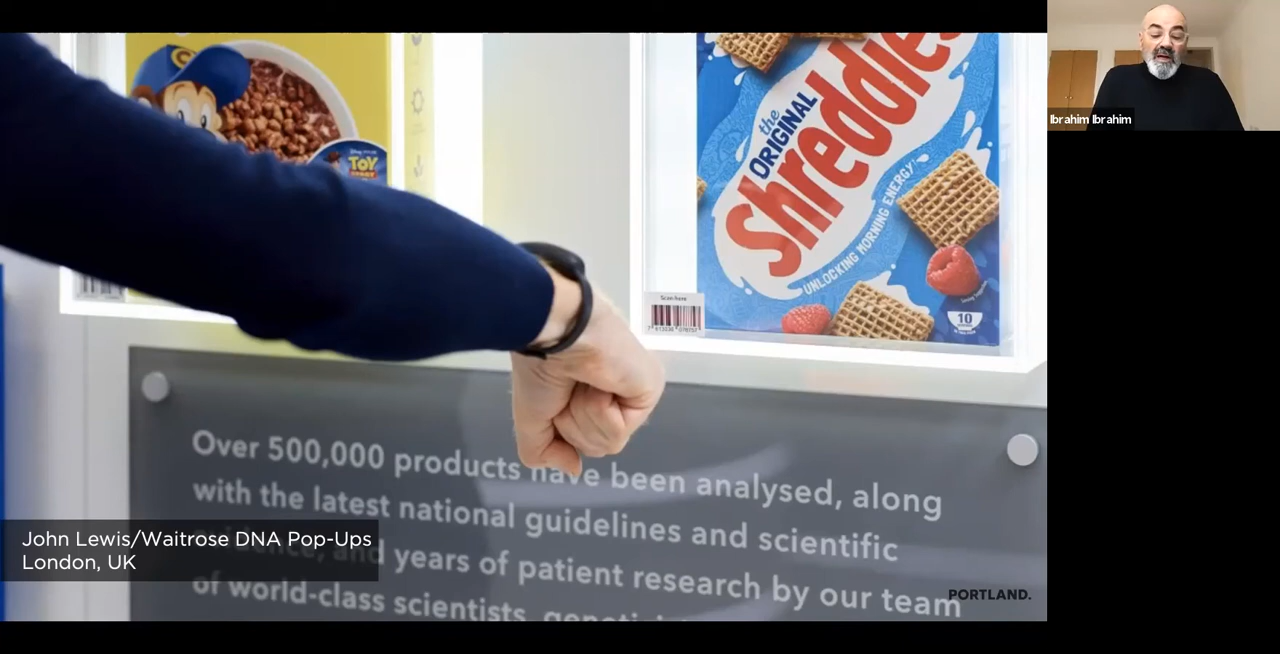 TOY
STORY
the
ORIGINAL
Shreddies
UNLOCKING MORNING ENERGY
Scan here
10
Over 500,000 products have been analysed, along
with the latest national guidelines and scientific
and years of patient research by our team
of world-class scientists,
John Lewis/Waitrose DNA Pop-Ups
London, UK
PORTLAND.
Ibrahim Ibrahim